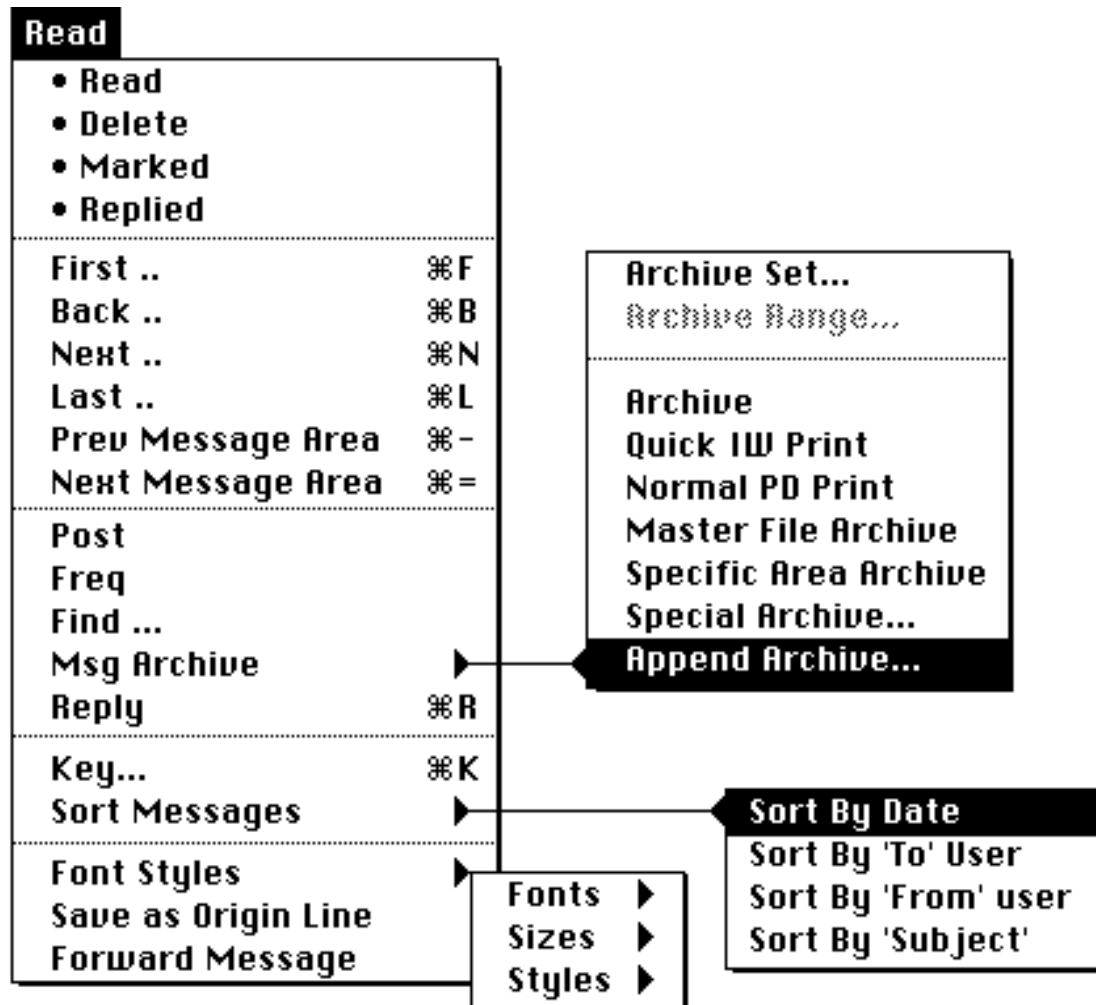 Read
• Read
• Delete
• Marked
• Replied
First .. ⌘F
Back .. ⌘B
Next .. ⌘N
Last .. ⌘L
Prev Message Area ⌘-
Next Message Area ⌘=
Post
Freq
Find ...
Msg Archive
Reply ⌘R
Key... ⌘K
Sort Messages
Font Styles
Save as Origin Line
Forward Message
Archive Set...
Archive Range...
Archive
Quick IW Print
Normal PD Print
Master File Archive
Specific Area Archive
Special Archive...
Append Archive...
Sort By Date
Sort By 'To' User
Sort By 'From' user
Sort By 'Subject'
Fonts
Sizes
Styles